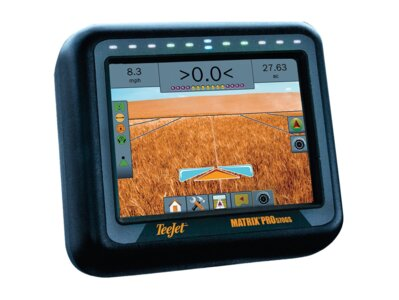 8.3
mph
>0.0<
27.63
ac
TeeJet
MATRIX PRO 570GS